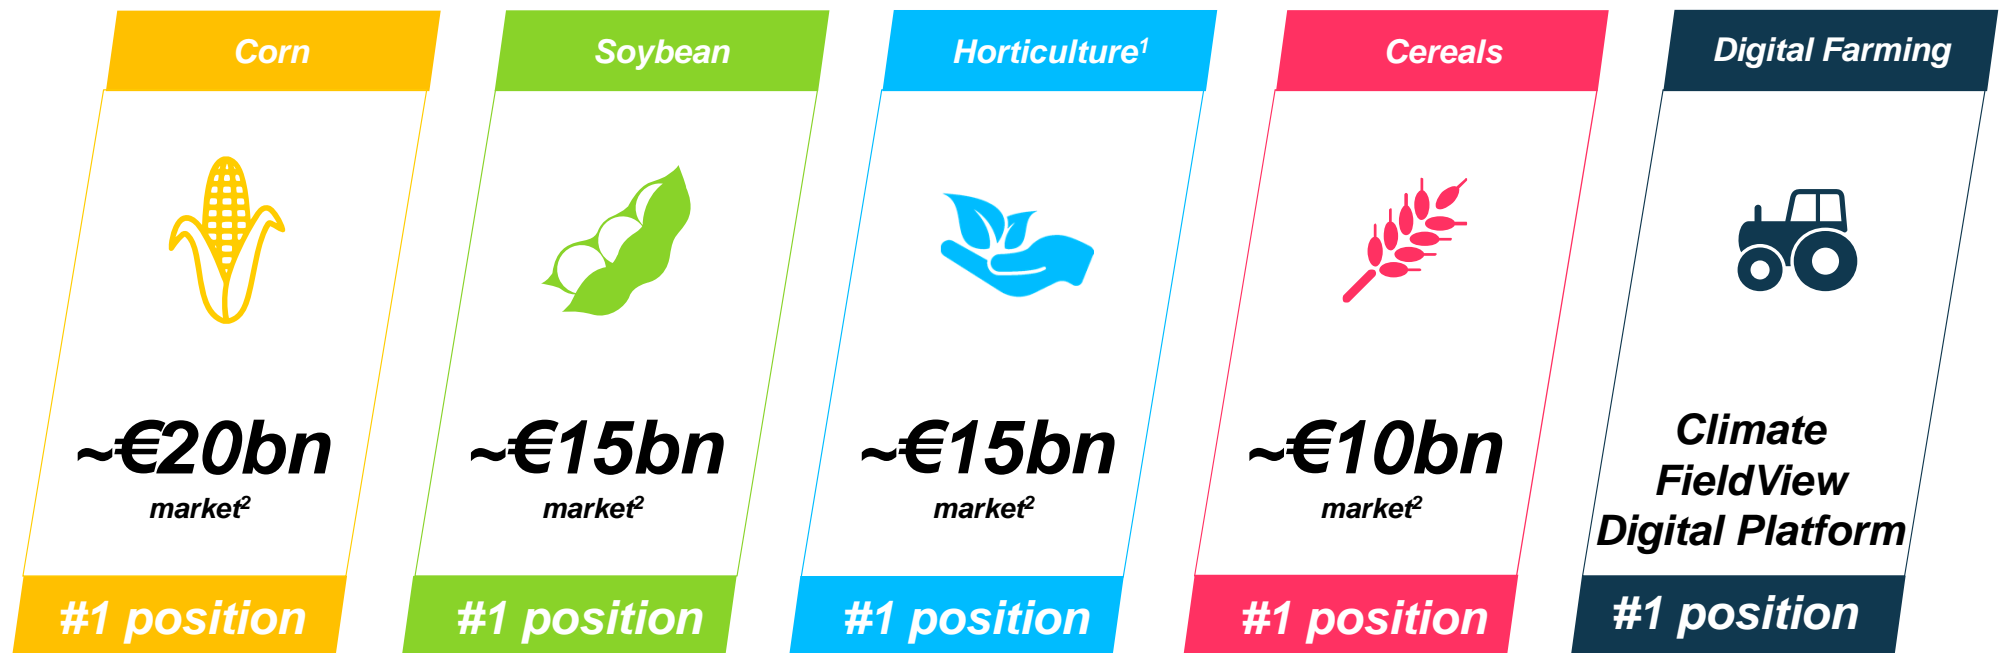 Corn
~€20bn
market²
#1 position
Soybean
~€15bn
market²
#1 position
Horticulture¹
~€15bn
market²
#1 position
Cereals
~€10bn
market²
#1 position
Digital Farming
Climate
FieldView
Digital Platform
#1 position